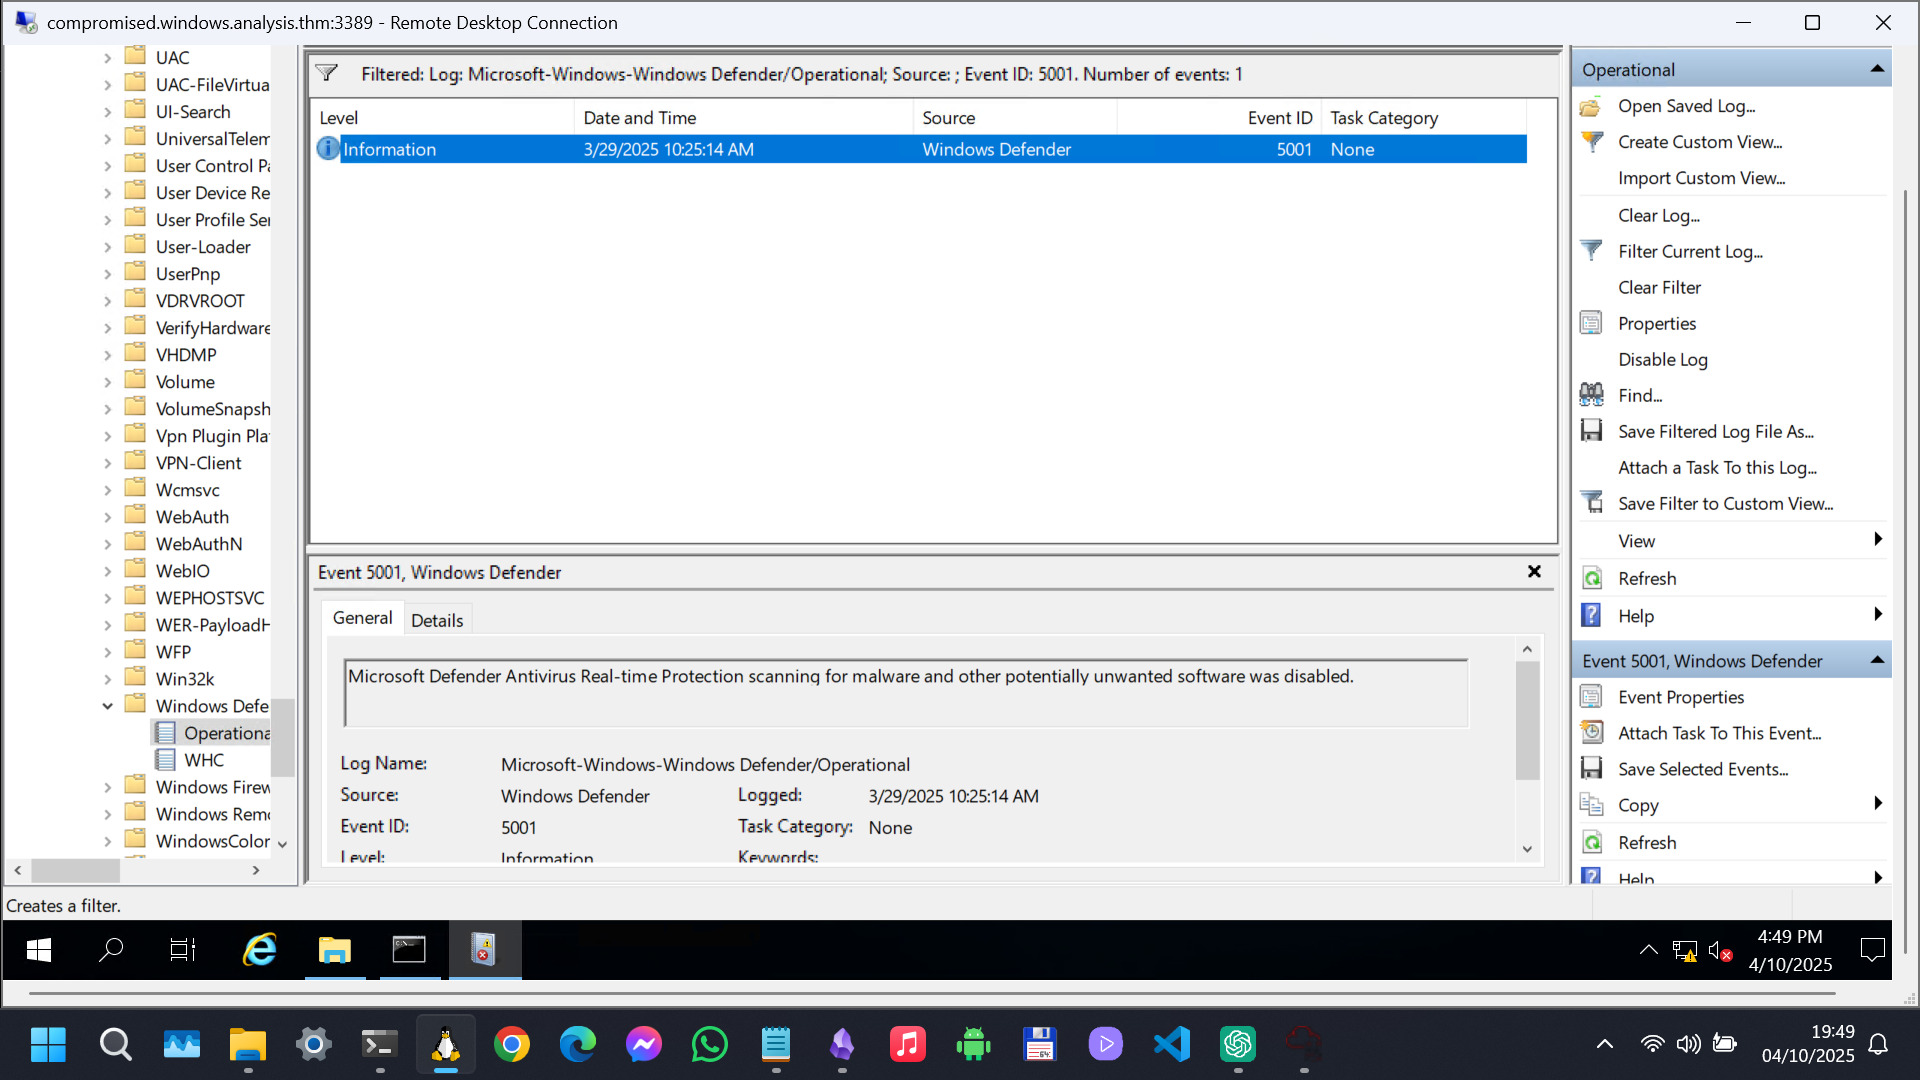 compromised.windows.analysis.thm:3389 - Remote Desktop Connection
UAC
UAC-FileVirtua
UI-Search
UniversalTelem
User Control Pa
User Device Re
User Profile Ser
User-Loader
UserPnp
VDRVROOT
VerifyHardware
VHDMP
Volume
VolumeSnapsh
Vpn Plugin Plat
VPN-Client
Wcmsvc
WebAuth
WebAuthN
WebIO
WEPHOSTSVC
WER-PayloadH
WFP
Win32k
Windows Defe
Operationa
WHC
Windows Firew
Windows Remo
WindowsColor
Filtered: Log: Microsoft-Windows-Windows Defender/Operational; Source: ; Event ID: 5001. Number of events: 1
Level Date and Time Source Event ID Task Category
Information 3/29/2025 10:25:14 AM Windows Defender 5001 None
Event 5001, Windows Defender
General Details
Microsoft Defender Antivirus Real-time Protection scanning for malware and other potentially unwanted software was disabled.
Log Name: Microsoft-Windows-Windows Defender/Operational
Source: Windows Defender Logged: 3/29/2025 10:25:14 AM
Event ID: 5001 Task Category: None
Level: Information Keywords:
Operational
Open Saved Log...
Create Custom View...
Import Custom View...
Clear Log...
Filter Current Log...
Clear Filter
Properties
Disable Log
Find...
Save Filtered Log File As...
Attach a Task To this Log...
Save Filter to Custom View...
View
Refresh
Help
Event 5001, Windows Defender
Event Properties
Attach Task To This Event...
Save Selected Events...
Copy
Refresh
Help
Creates a filter.
4:49 PM
4/10/2025
19:49
04/10/2025